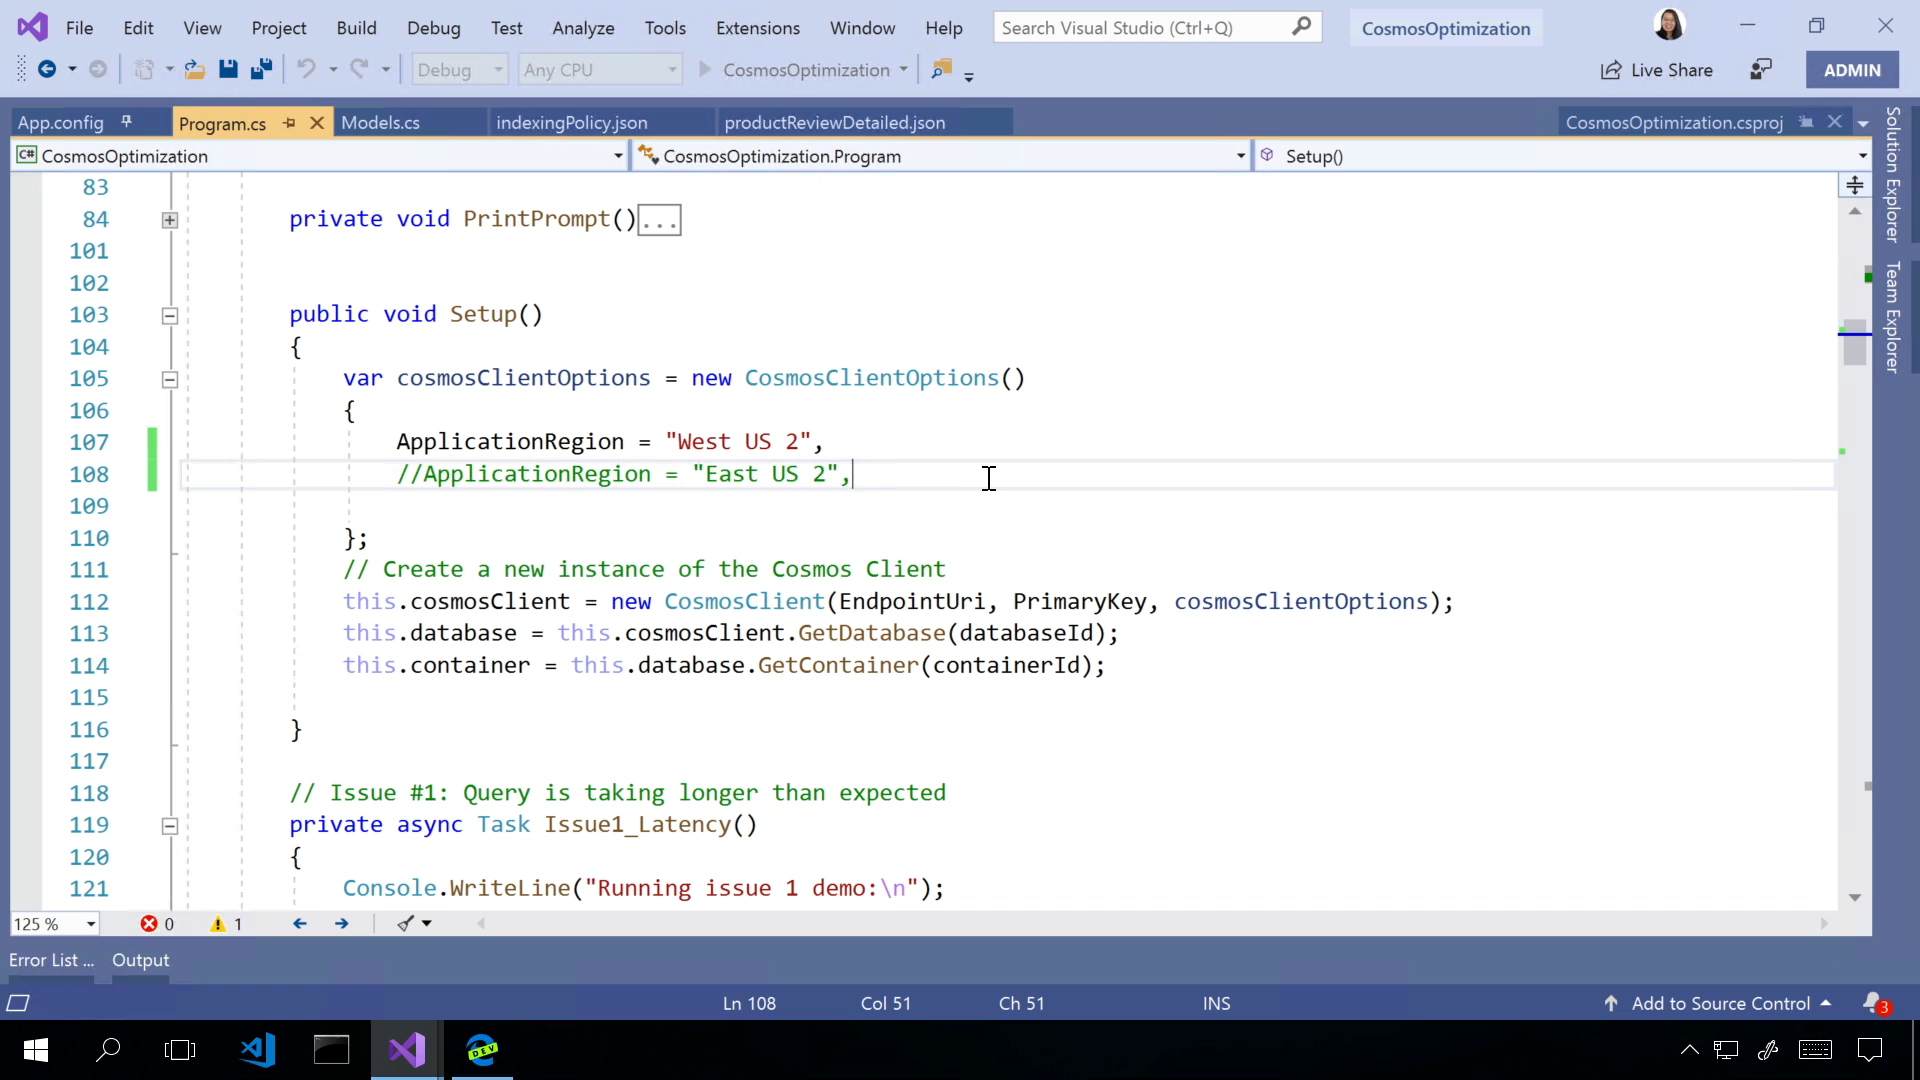 File Edit View Project Build Debug Test Analyze Tools Extensions Window Help Search Visual Studio (Ctrl+Q) CosmosOptimization
Debug Any CPU CosmosOptimization Live Share ADMIN
App.config Program.cs Models.cs indexingPolicy.json productReviewDetailed.json CosmosOptimization.csproj
C# CosmosOptimization CosmosOptimization.Program Setup()
Solution Explorer
Team Explorer
83
84 private void PrintPrompt()...
101
102
103 public void Setup()
104 {
105 var cosmosClientOptions = new CosmosClientOptions()
106 {
107 ApplicationRegion = "West US 2",
108 //ApplicationRegion = "East US 2",
109
110 };
111 // Create a new instance of the Cosmos Client
112 this.cosmosClient = new CosmosClient(EndpointUri, PrimaryKey, cosmosClientOptions);
113 this.database = this.cosmosClient.GetDatabase(databaseId);
114 this.container = this.database.GetContainer(containerId);
115
116 }
117
118 // Issue #1: Query is taking longer than expected
119 private async Task Issue1_Latency()
120 {
121 Console.WriteLine("Running issue 1 demo:\n");
125 % 0 1
Error List ... Output
Ln 108 Col 51 Ch 51 INS Add to Source Control 3
DEV